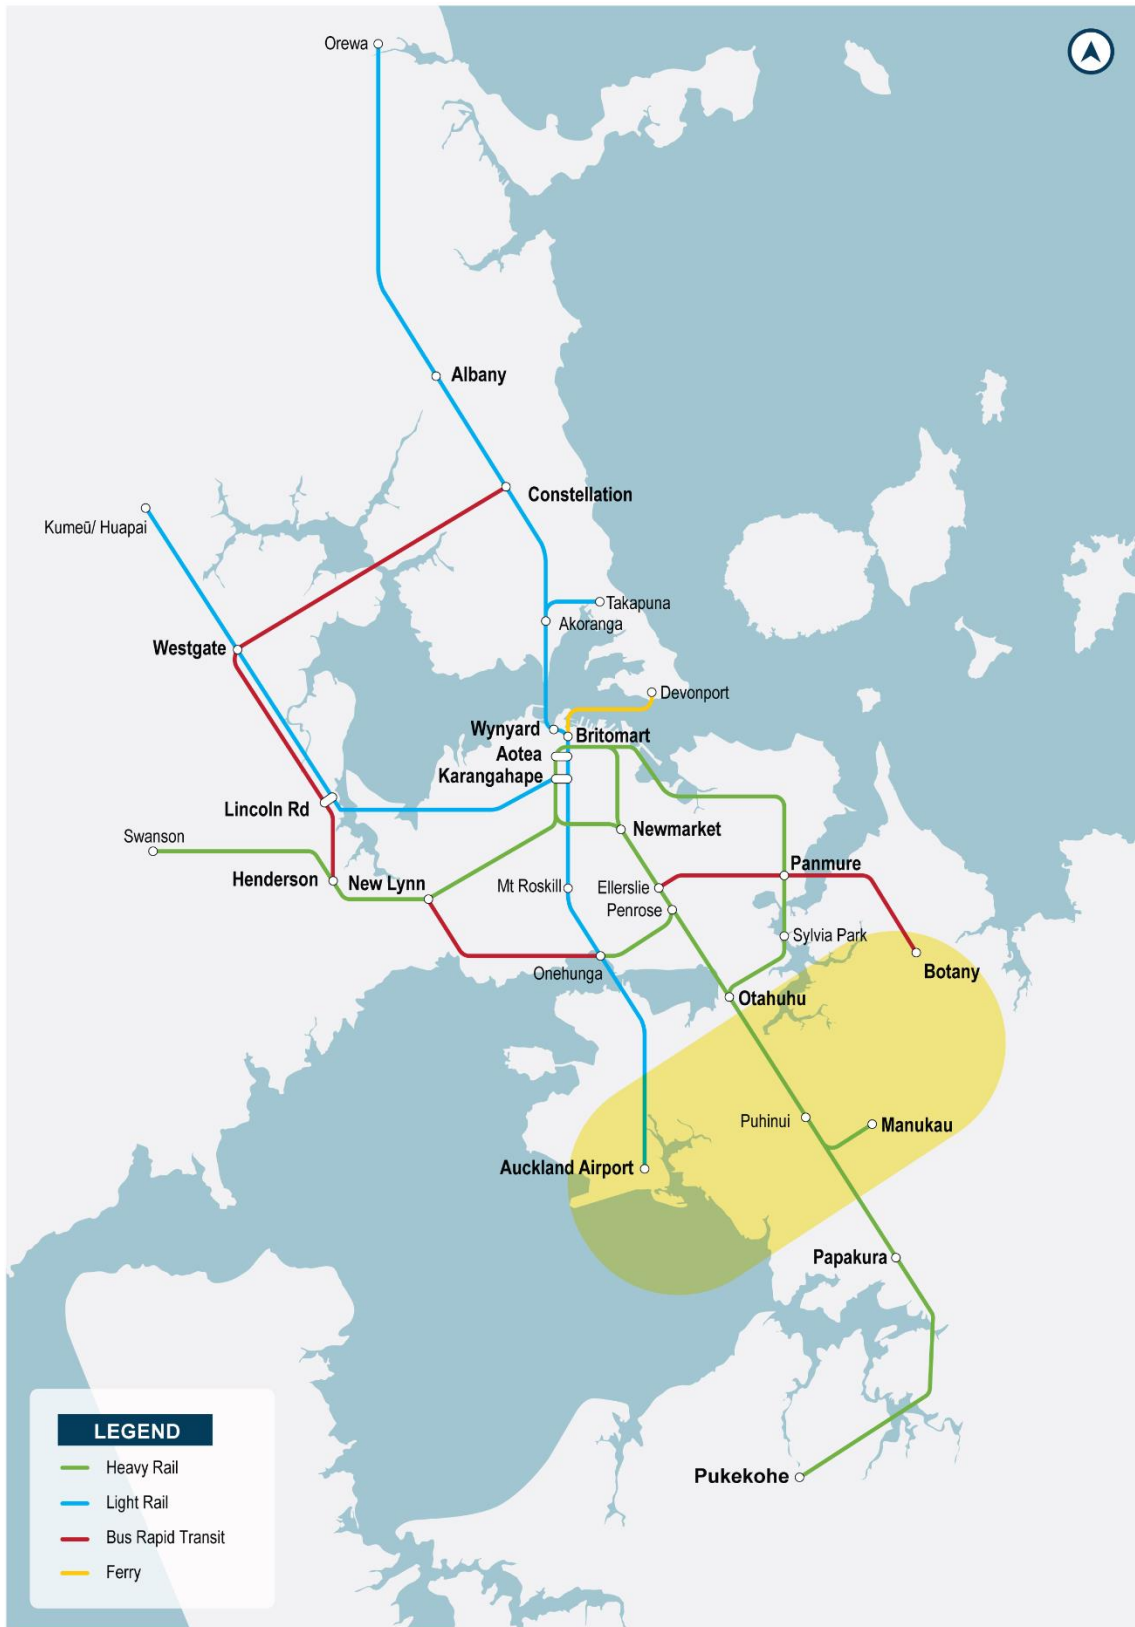 Orewa
Albany
Constellation
Kumeū/ Huapai
Takapuna
Akoranga
Westgate
Devonport
Wynyard
Britomart
Aotea
Karangahape
Lincoln Rd
Swanson
Newmarket
Henderson
New Lynn
Mt Roskill
Ellerslie
Panmure
Penrose
Sylvia Park
Onehunga
Botany
Otahuhu
Puhinui
Manukau
Auckland Airport
Papakura
Pukekohe
LEGEND
Heavy Rail
Light Rail
Bus Rapid Transit
Ferry